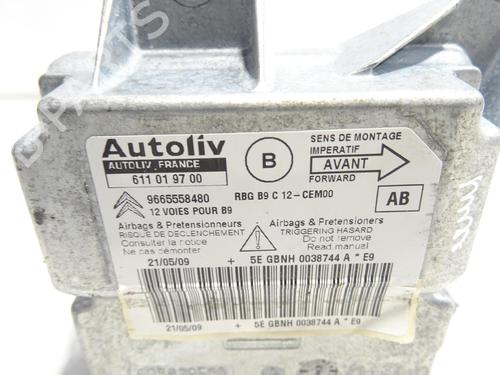 Autoliv
AUTOLIV FRANCE
611 01 97 00
B
SENS DE MONTAGE
IMPERATIF
AVANT
FORWARD
9665558480
12 VOIES POUR B9
RBG B9 C 12-CEM00
AB
Airbags & Pretensionneurs
RISQUE DE DECLENCHEMENT
Consulter la notice
Ne pas démonter
Airbags & Pretensioners
TRIGGERING HASARD
Do not remove
Read manual
21/05/09 + 5E GBNH 0038744 A * E9
21/05/09 + 5E GBNH 0038744 A * E9